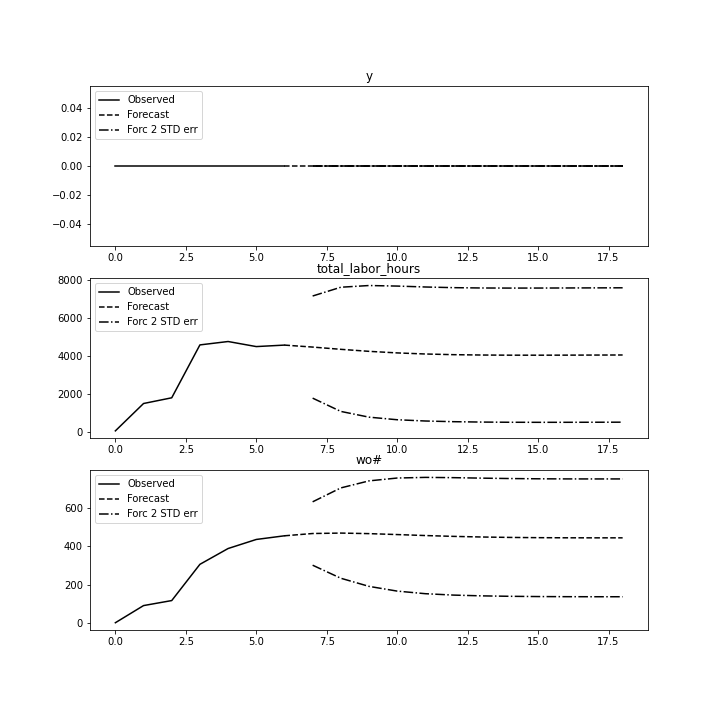 y
Observed
Forecast
Forc 2 STD err
0.04
0.02
0.00
−0.02
−0.04
0.0 2.5 5.0 7.5 10.0 12.5 15.0 17.5
total_labor_hours
Observed
Forecast
Forc 2 STD err
8000
6000
4000
2000
0
0.0 2.5 5.0 7.5 10.0 12.5 15.0 17.5
wo#
Observed
Forecast
Forc 2 STD err
600
400
200
0
0.0 2.5 5.0 7.5 10.0 12.5 15.0 17.5